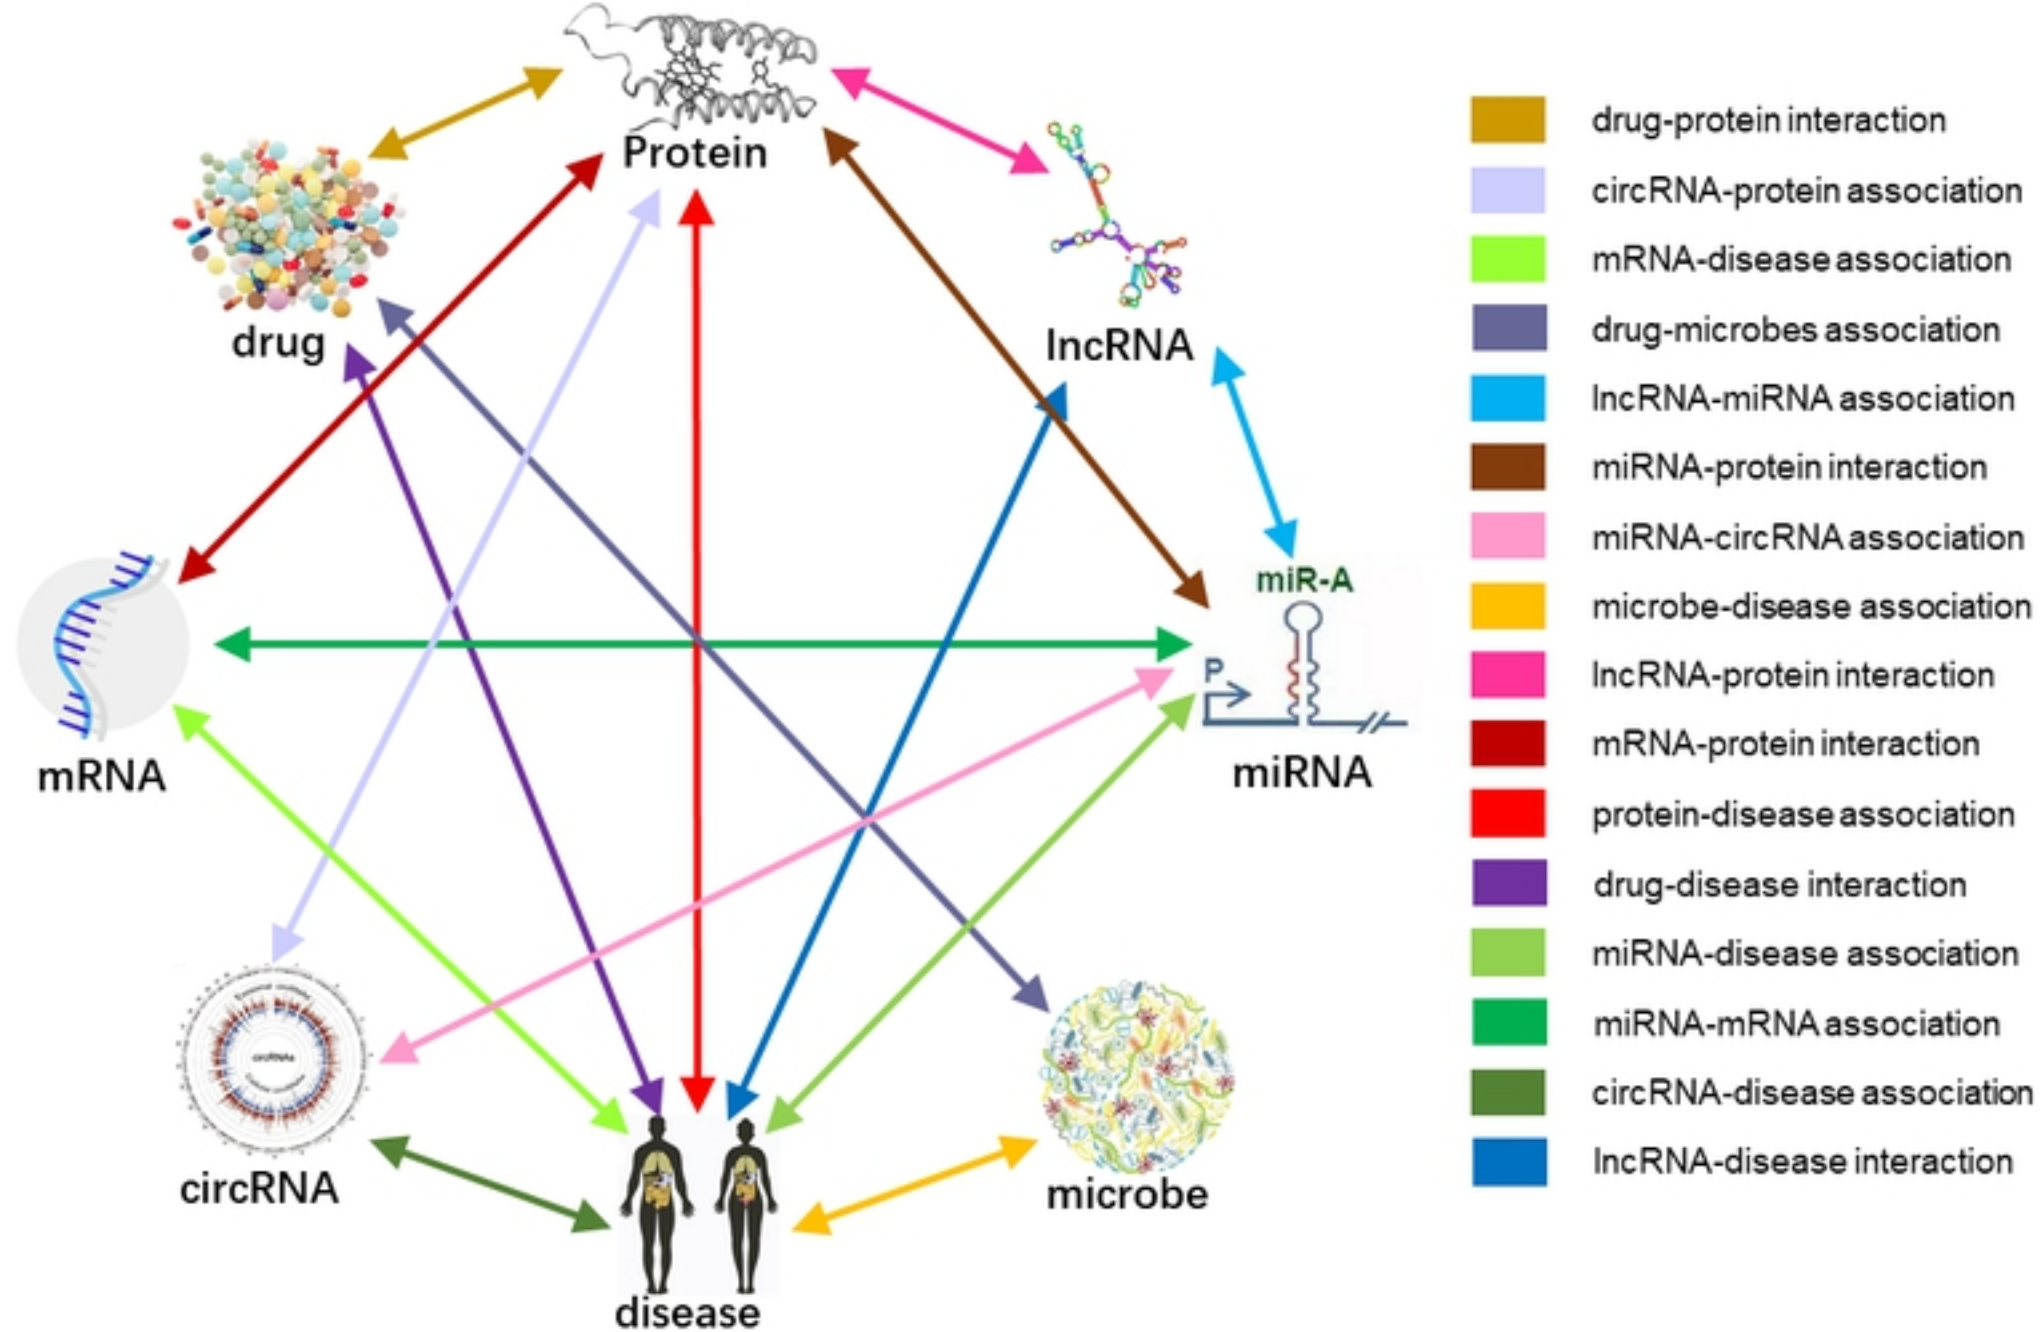 Protein
drug
lncRNA
miR-A
P
mRNA
miRNA
circRNAs
circRNA
microbe
disease
drug-protein interaction
circRNA-protein association
mRNA-disease association
drug-microbes association
lncRNA-miRNA association
miRNA-protein interaction
miRNA-circRNA association
microbe-disease association
lncRNA-protein interaction
mRNA-protein interaction
protein-disease association
drug-disease interaction
miRNA-disease association
miRNA-mRNA association
circRNA-disease association
lncRNA-disease interaction